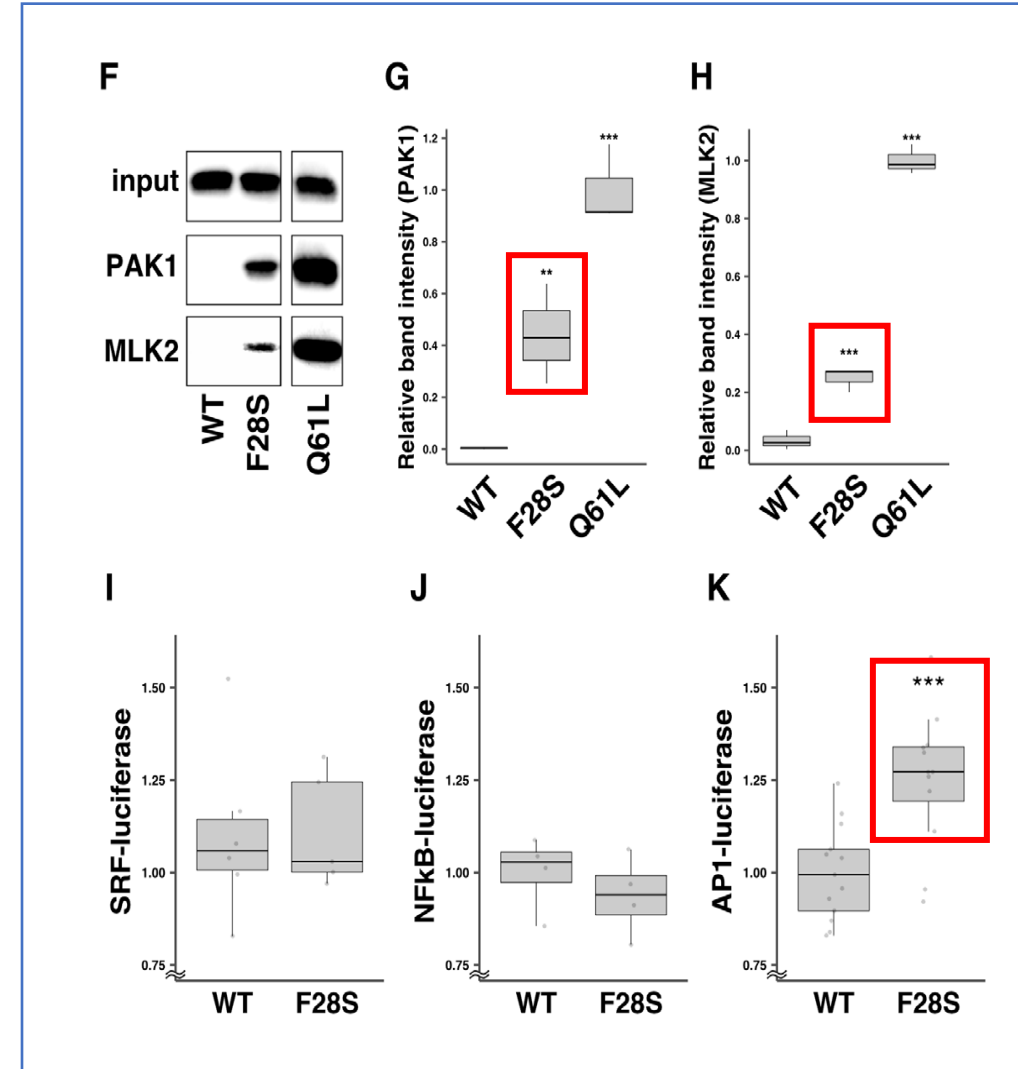 F
input
PAK1
MLK2
WT
F28S
Q61L
G
Relative band intensity (PAK1)
1.2
1.0
0.8
0.6
0.4
0.2
0.0
**
***
WT
F28S
Q61L
H
Relative band intensity (MLK2)
1.0
0.8
0.6
0.4
0.2
0.0
***
***
WT
F28S
Q61L
I
SRF-luciferase
1.50
1.25
1.00
0.75
WT
F28S
J
NFkB-luciferase
1.50
1.25
1.00
0.75
WT
F28S
K
AP1-luciferase
1.50
1.25
1.00
0.75
***
WT
F28S